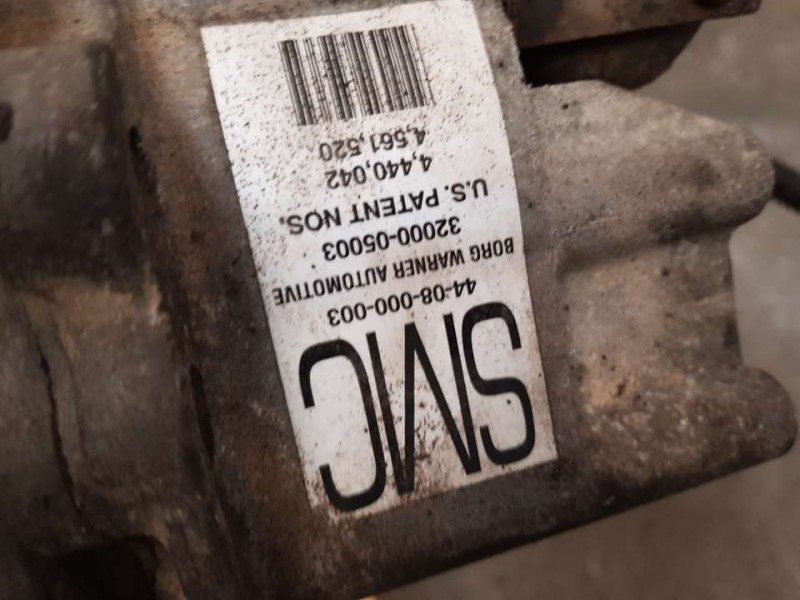 SMC
44-08-000-003
BORG WARNER AUTOMOTIVE
32000-05003
U.S. PATENT NOS.
4,440,042
4,561,520